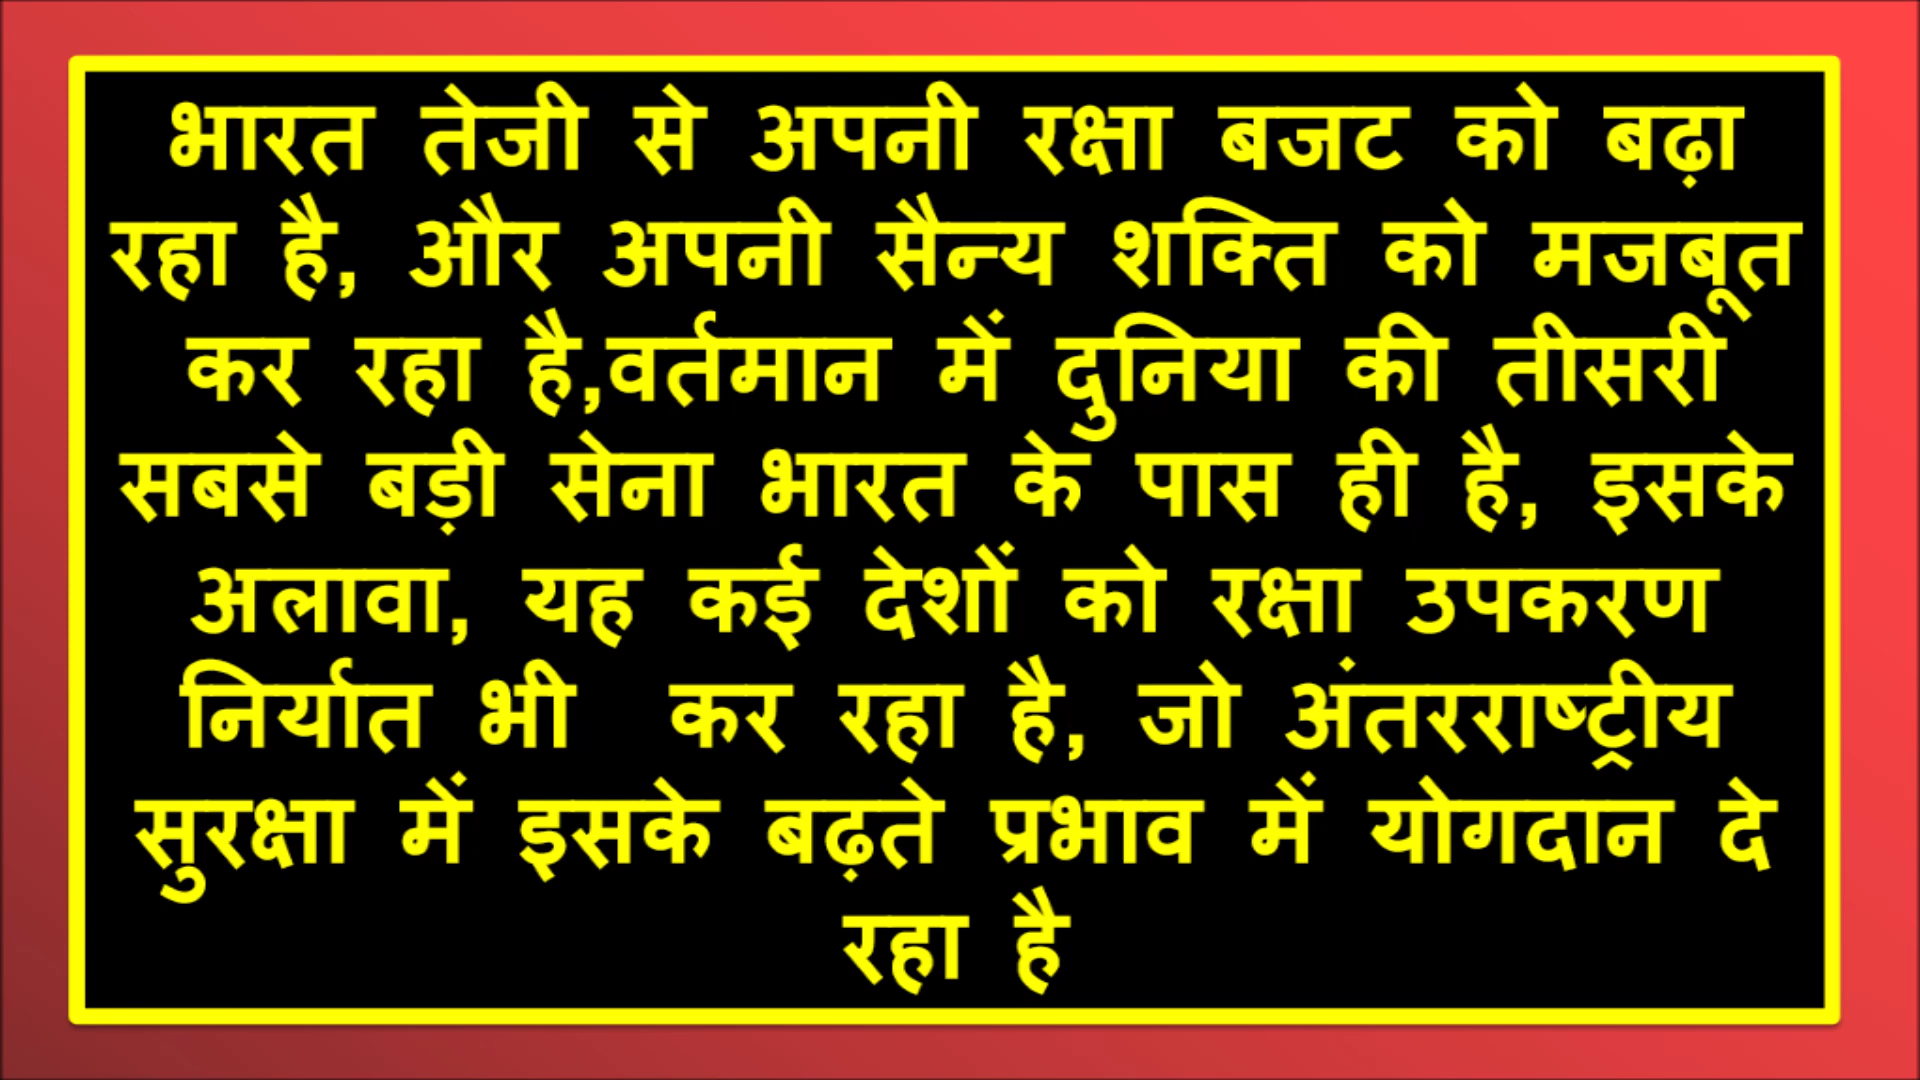 भारत तेजी से अपनी रक्षा बजट को बढ़ा
रहा है, और अपनी सैन्य शक्ति को मजबूत
कर रहा है,वर्तमान में दुनिया की तीसरी
सबसे बड़ी सेना भारत के पास ही है, इसके
अलावा, यह कई देशों को रक्षा उपकरण
निर्यात भी कर रहा है, जो अंतरराष्ट्रीय
सुरक्षा में इसके बढ़ते प्रभाव में योगदान दे
रहा है